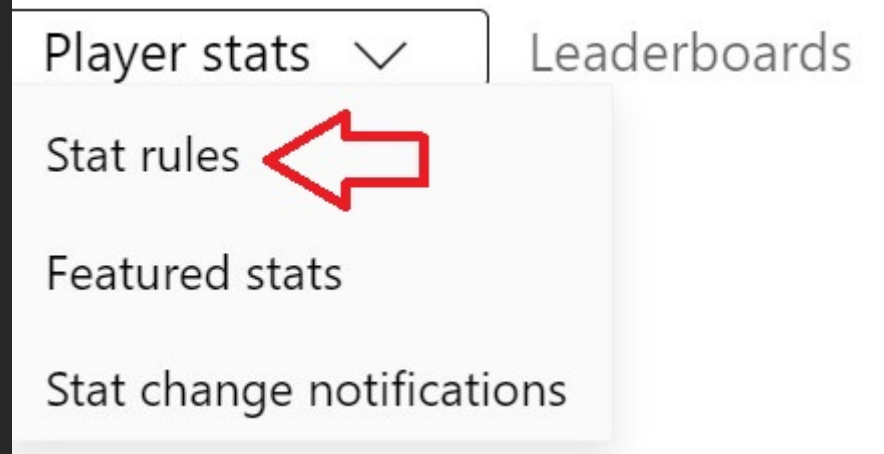 Player stats Leaderboards
Stat rules
Featured stats
Stat change notifications